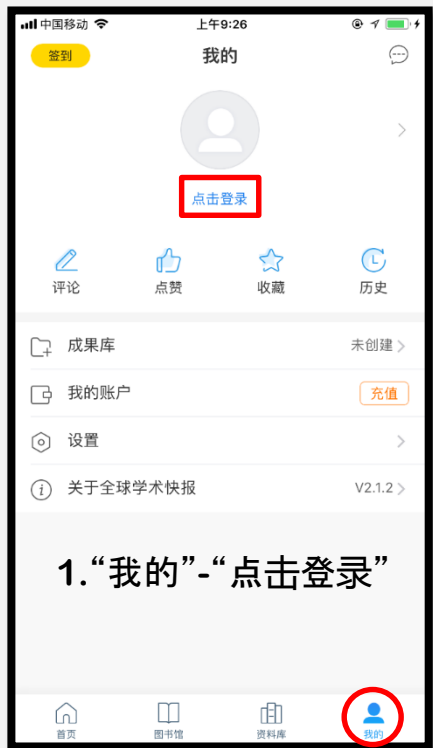 中国移动 上午9:26
签到 我的
点击登录
评论 点赞 收藏 历史
成果库 未创建
我的账户 充值
设置
关于全球学术快报 V2.1.2
1.“我的”-“点击登录”
首页 图书馆 资料库 我的